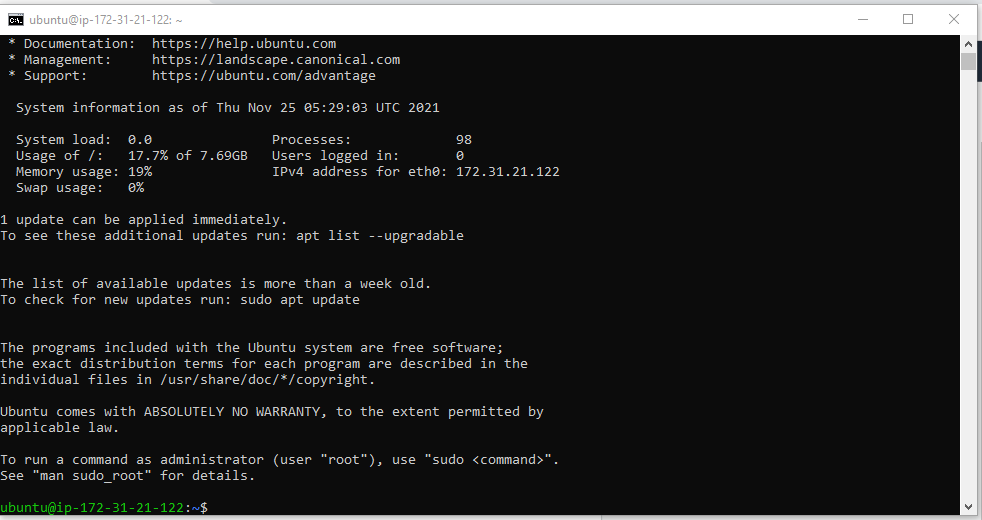 ubuntu@ip-172-31-21-122: ~
* Documentation:  https://help.ubuntu.com
* Management:     https://landscape.canonical.com
* Support:        https://ubuntu.com/advantage
System information as of Thu Nov 25 05:29:03 UTC 2021
System load:  0.0               Processes:             98
Usage of /:   17.7% of 7.69GB   Users logged in:       0
Memory usage: 19%               IPv4 address for eth0: 172.31.21.122
Swap usage:   0%
1 update can be applied immediately.
To see these additional updates run: apt list --upgradable
The list of available updates is more than a week old.
To check for new updates run: sudo apt update
The programs included with the Ubuntu system are free software;
the exact distribution terms for each program are described in the
individual files in /usr/share/doc/*/copyright.
Ubuntu comes with ABSOLUTELY NO WARRANTY, to the extent permitted by
applicable law.
To run a command as administrator (user "root"), use "sudo <command>".
See "man sudo_root" for details.
ubuntu@ip-172-31-21-122:~$